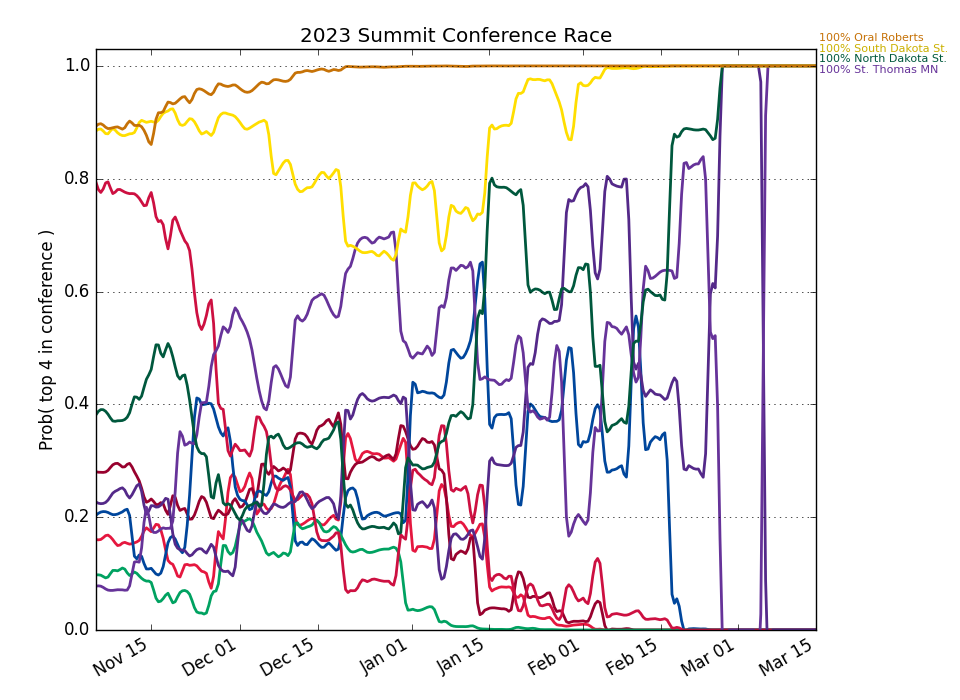 2023 Summit Conference Race
100% Oral Roberts
100% South Dakota St.
100% North Dakota St.
100% St. Thomas MN
Prob( top 4 in conference )
1.0
0.8
0.6
0.4
0.2
0.0
Nov 15
Dec 01
Dec 15
Jan 01
Jan 15
Feb 01
Feb 15
Mar 01
Mar 15